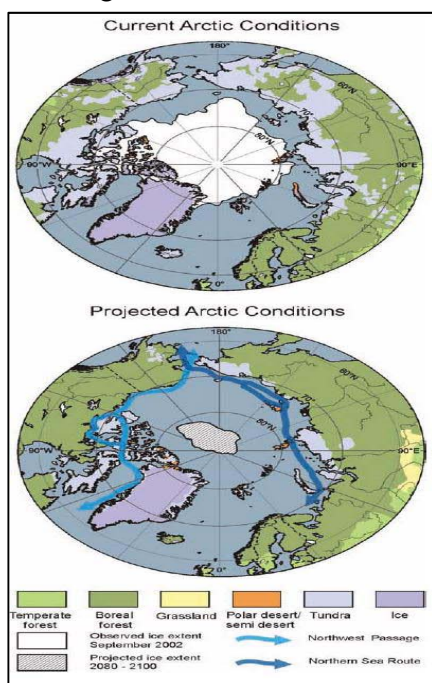 Current Arctic Conditions
180°
60°N
80°N
90°W
90°E
0°
Projected Arctic Conditions
180°
60°N
80°N
90°W
90°E
0°
Temperate forest
Boreal forest
Grassland
Polar desert/ semi desert
Tundra
Ice
Observed ice extent September 2002
Northwest Passage
Projected ice extent 2080 - 2100
Northern Sea Route